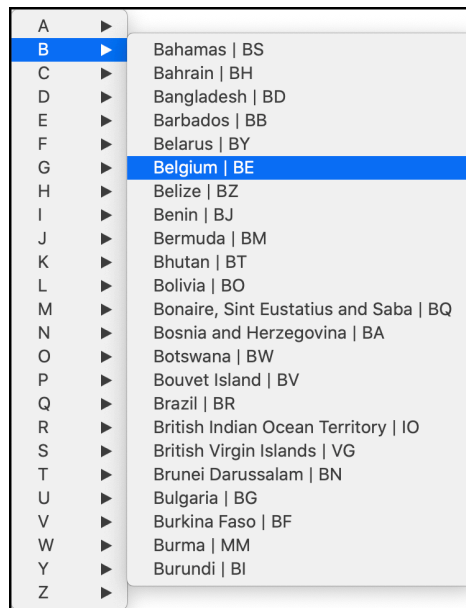 A
B
C
D
E
F
G
H
I
J
K
L
M
N
O
P
Q
R
S
T
U
V
W
Y
Z
Bahamas | BS
Bahrain | BH
Bangladesh | BD
Barbados | BB
Belarus | BY
Belgium | BE
Belize | BZ
Benin | BJ
Bermuda | BM
Bhutan | BT
Bolivia | BO
Bonaire, Sint Eustatius and Saba | BQ
Bosnia and Herzegovina | BA
Botswana | BW
Bouvet Island | BV
Brazil | BR
British Indian Ocean Territory | IO
British Virgin Islands | VG
Brunei Darussalam | BN
Bulgaria | BG
Burkina Faso | BF
Burma | MM
Burundi | BI